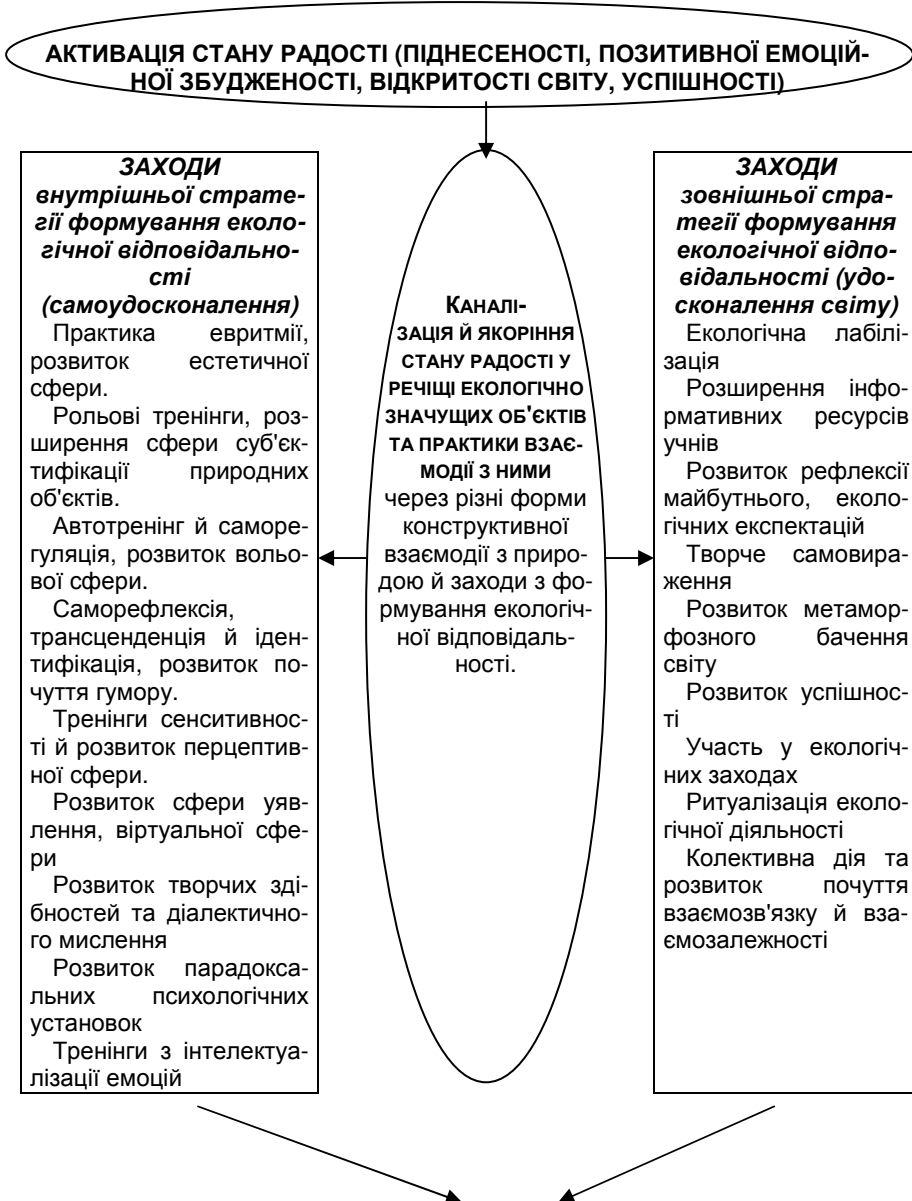 АКТИВАЦІЯ СТАНУ РАДОСТІ (ПІДНЕСЕНОСТІ, ПОЗИТИВНОЇ ЕМОЦІЙ-
НОЇ ЗБУДЖЕНОСТІ, ВІДКРИТОСТІ СВІТУ, УСПІШНОСТІ)
ЗАХОДИ
внутрішньої страте-
гії формування еколо-
гічної відповідально-
сті
(самоудосконалення)
Практика евритмії,
розвиток естетичної
сфери.
Рольові тренінги, роз-
ширення сфери суб'єк-
тифікації природних
об'єктів.
Автотренінг й саморе-
гуляція, розвиток вольо-
вої сфери.
Саморефлексія,
трансценденція й іден-
тифікація, розвиток по-
чуття гумору.
Тренінги сенситивнос-
ті й розвиток перцептив-
ної сфери.
Розвиток сфери уяв-
лення, віртуальної сфе-
ри
Розвиток творчих зді-
бностей та діалектично-
го мислення
Розвиток парадокса-
льних психологічних
установок
Тренінги з інтелектуа-
лізації емоцій
КАНАЛІ-
ЗАЦІЯ Й ЯКОРІННЯ
СТАНУ РАДОСТІ У
РЕЧІЩІ ЕКОЛОГІЧНО
ЗНАЧУЩИХ ОБ'ЄКТІВ
ТА ПРАКТИКИ ВЗАЄ-
МОДІЇ З НИМИ
через різні форми
конструктивної
взаємодії з приро-
дою й заходи з фо-
рмування екологіч-
ної відповідаль-
ності.
ЗАХОДИ
зовнішньої стра-
тегії формування
екологічної відпо-
відальності (удо-
сконалення світу)
Екологічна лабілі-
зація
Розширення інфо-
рмативних ресурсів
учнів
Розвиток рефлексії
майбутнього, еколо-
гічних експектацій
Творче самовира-
ження
Розвиток метамор-
фозного бачення
світу
Розвиток успішнос-
ті
Участь у екологіч-
них заходах
Ритуалізація еколо-
гічної діяльності
Колективна дія та
розвиток почуття
взаємозв'язку й вза-
ємозалежності